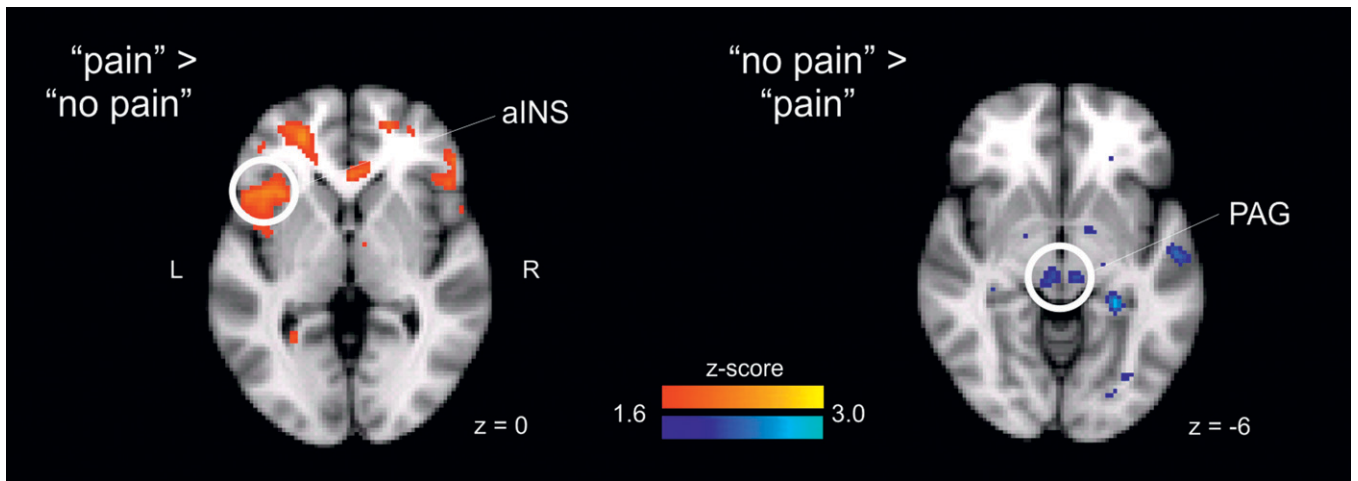 “pain” >
“no pain”
aINS
L
R
z = 0
z-score
1.6
3.0
“no pain” >
“pain”
PAG
z = -6